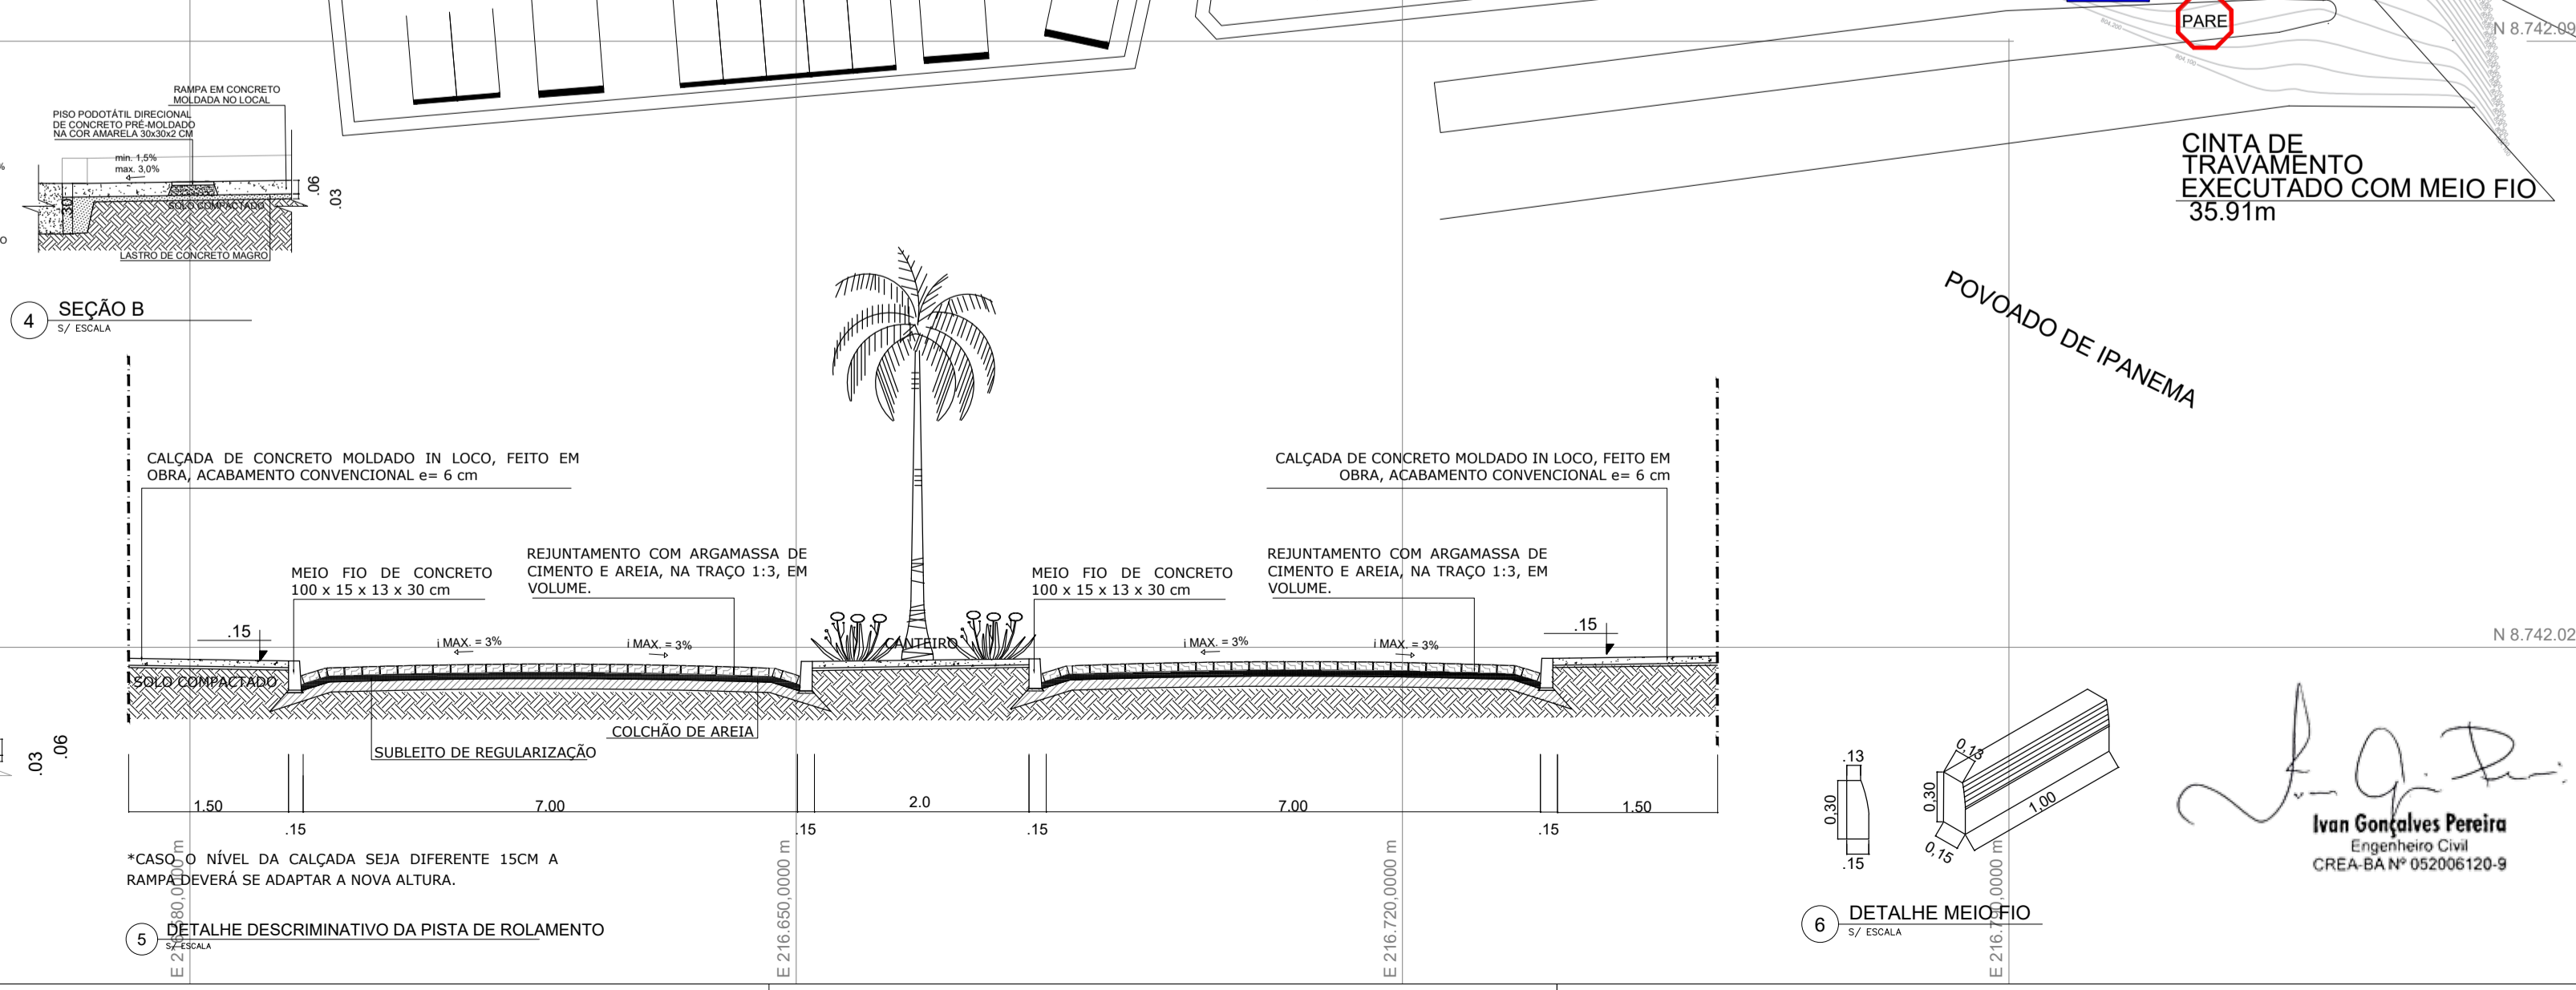 PARE
N 8.742.09
804,200
804,100
RAMPA EM CONCRETO
MOLDADA NO LOCAL
PISO PODOTÁTIL DIRECIONAL
DE CONCRETO PRÉ-MOLDADO
NA COR AMARELA 30x30x2 CM
min. 1,5%
max. 3,0%
%
.06
.03
.30
SOLO COMPACTADO
O
LASTRO DE CONCRETO MAGRO
4
SEÇÃO B
S/ ESCALA
CINTA DE
TRAVAMENTO
EXECUTADO COM MEIO FIO
35.91m
POVOADO DE IPANEMA
CALÇADA DE CONCRETO MOLDADO IN LOCO, FEITO EM
OBRA, ACABAMENTO CONVENCIONAL e= 6 cm
CALÇADA DE CONCRETO MOLDADO IN LOCO, FEITO EM
OBRA, ACABAMENTO CONVENCIONAL e= 6 cm
MEIO FIO DE CONCRETO
100 x 15 x 13 x 30 cm
REJUNTAMENTO COM ARGAMASSA DE
CIMENTO E AREIA, NA TRAÇO 1:3, EM
VOLUME.
MEIO FIO DE CONCRETO
100 x 15 x 13 x 30 cm
REJUNTAMENTO COM ARGAMASSA DE
CIMENTO E AREIA, NA TRAÇO 1:3, EM
VOLUME.
.15
i MAX. = 3%
i MAX. = 3%
CANTEIRO
i MAX. = 3%
i MAX. = 3%
.15
N 8.742.02
SOLO COMPACTADO
COLCHÃO DE AREIA
SUBLEITO DE REGULARIZAÇÃO
.03
.06
1.50
7.00
2.0
7.00
1.50
.15
.15
.15
.15
*CASO O NÍVEL DA CALÇADA SEJA DIFERENTE 15CM A
RAMPA DEVERÁ SE ADAPTAR A NOVA ALTURA.
5
DETALHE DESCRIMINATIVO DA PISTA DE ROLAMENTO
S/ ESCALA
E 216.580,0000 m
E 216.650,0000 m
E 216.720,0000 m
E 216.790,0000 m
.13
0,30
.15
0,13
0,30
1,00
0,15
6
DETALHE MEIO FIO
S/ ESCALA
Ivan Gonçalves Pereira
Engenheiro Civil
CREA-BA Nº 052006120-9